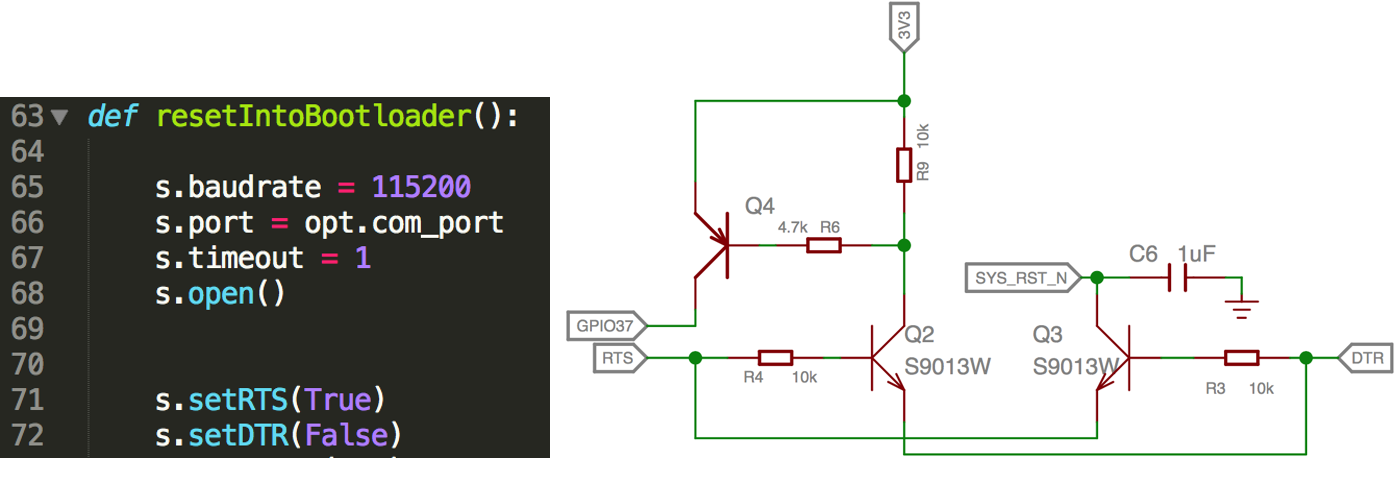 63 def resetIntoBootloader():
64
65 s.baudrate = 115200
66 s.port = opt.com_port
67 s.timeout = 1
68 s.open()
69
70
71 s.setRTS(True)
72 s.setDTR(False)
3V3
10k
R9
Q4
4.7k R6
GPIO37
RTS
R4 10k
Q2
S9013W
SYS_RST_N
C6 1uF
Q3
S9013W
R3 10k
DTR